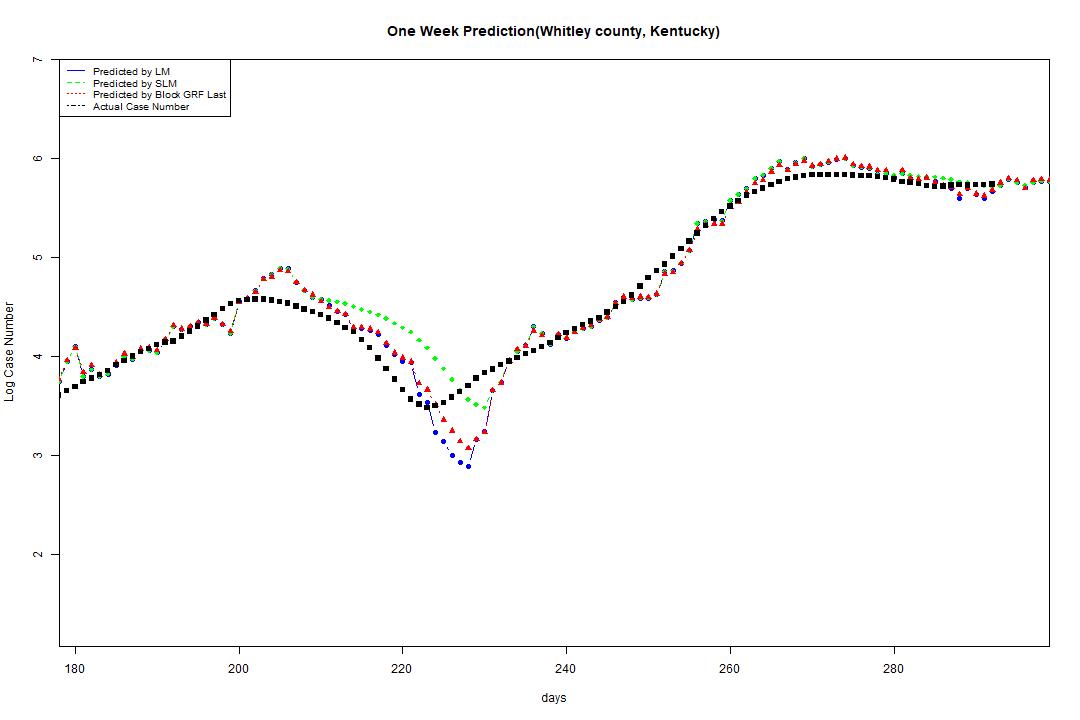 One Week Prediction(Whitley county, Kentucky)
Predicted by LM
Predicted by SLM
Predicted by Block GRF Last
Actual Case Number
7
6
5
4
3
2
Log Case Number
180 200 220 240 260 280
days